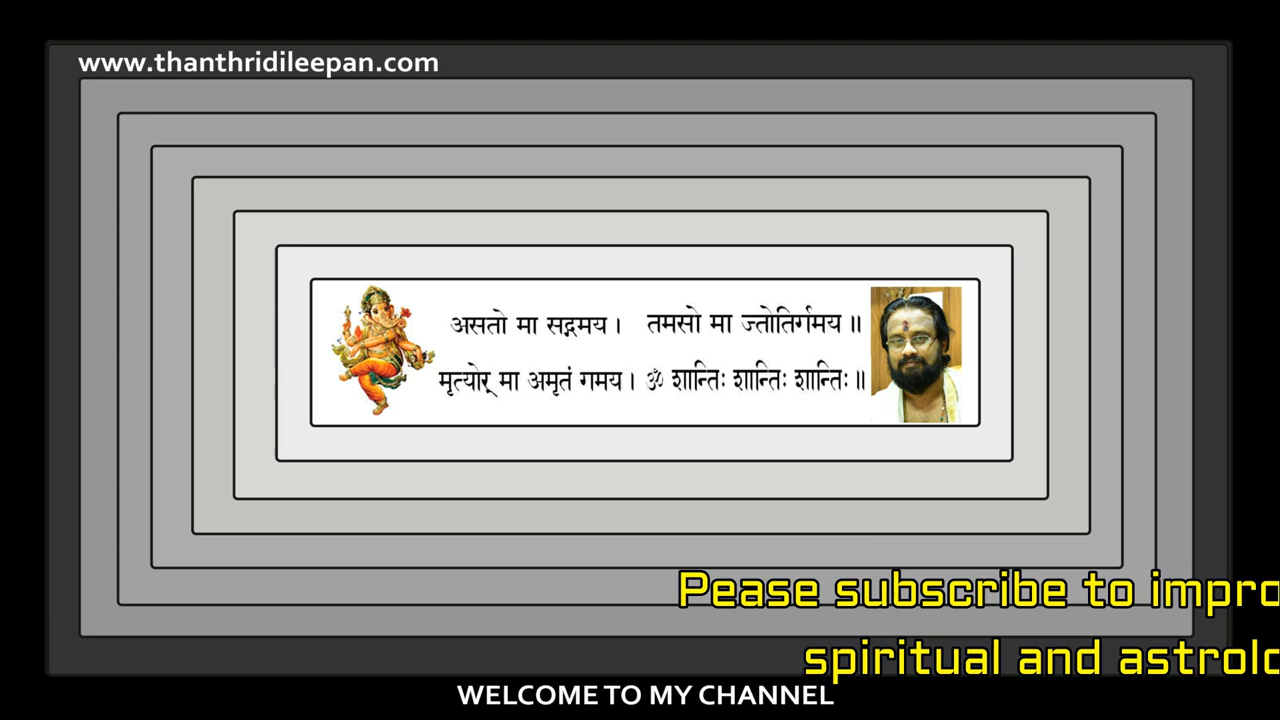 www.thanthridileepan.com
असतो मा सद्गमय। तमसो मा ज्तोतिर्गमय॥
मृत्योर् मा अमृतं गमय। ॐ शान्तिः शान्तिः शान्तिः॥
Pease subscribe to impro
spiritual and astrolo
WELCOME TO MY CHANNEL